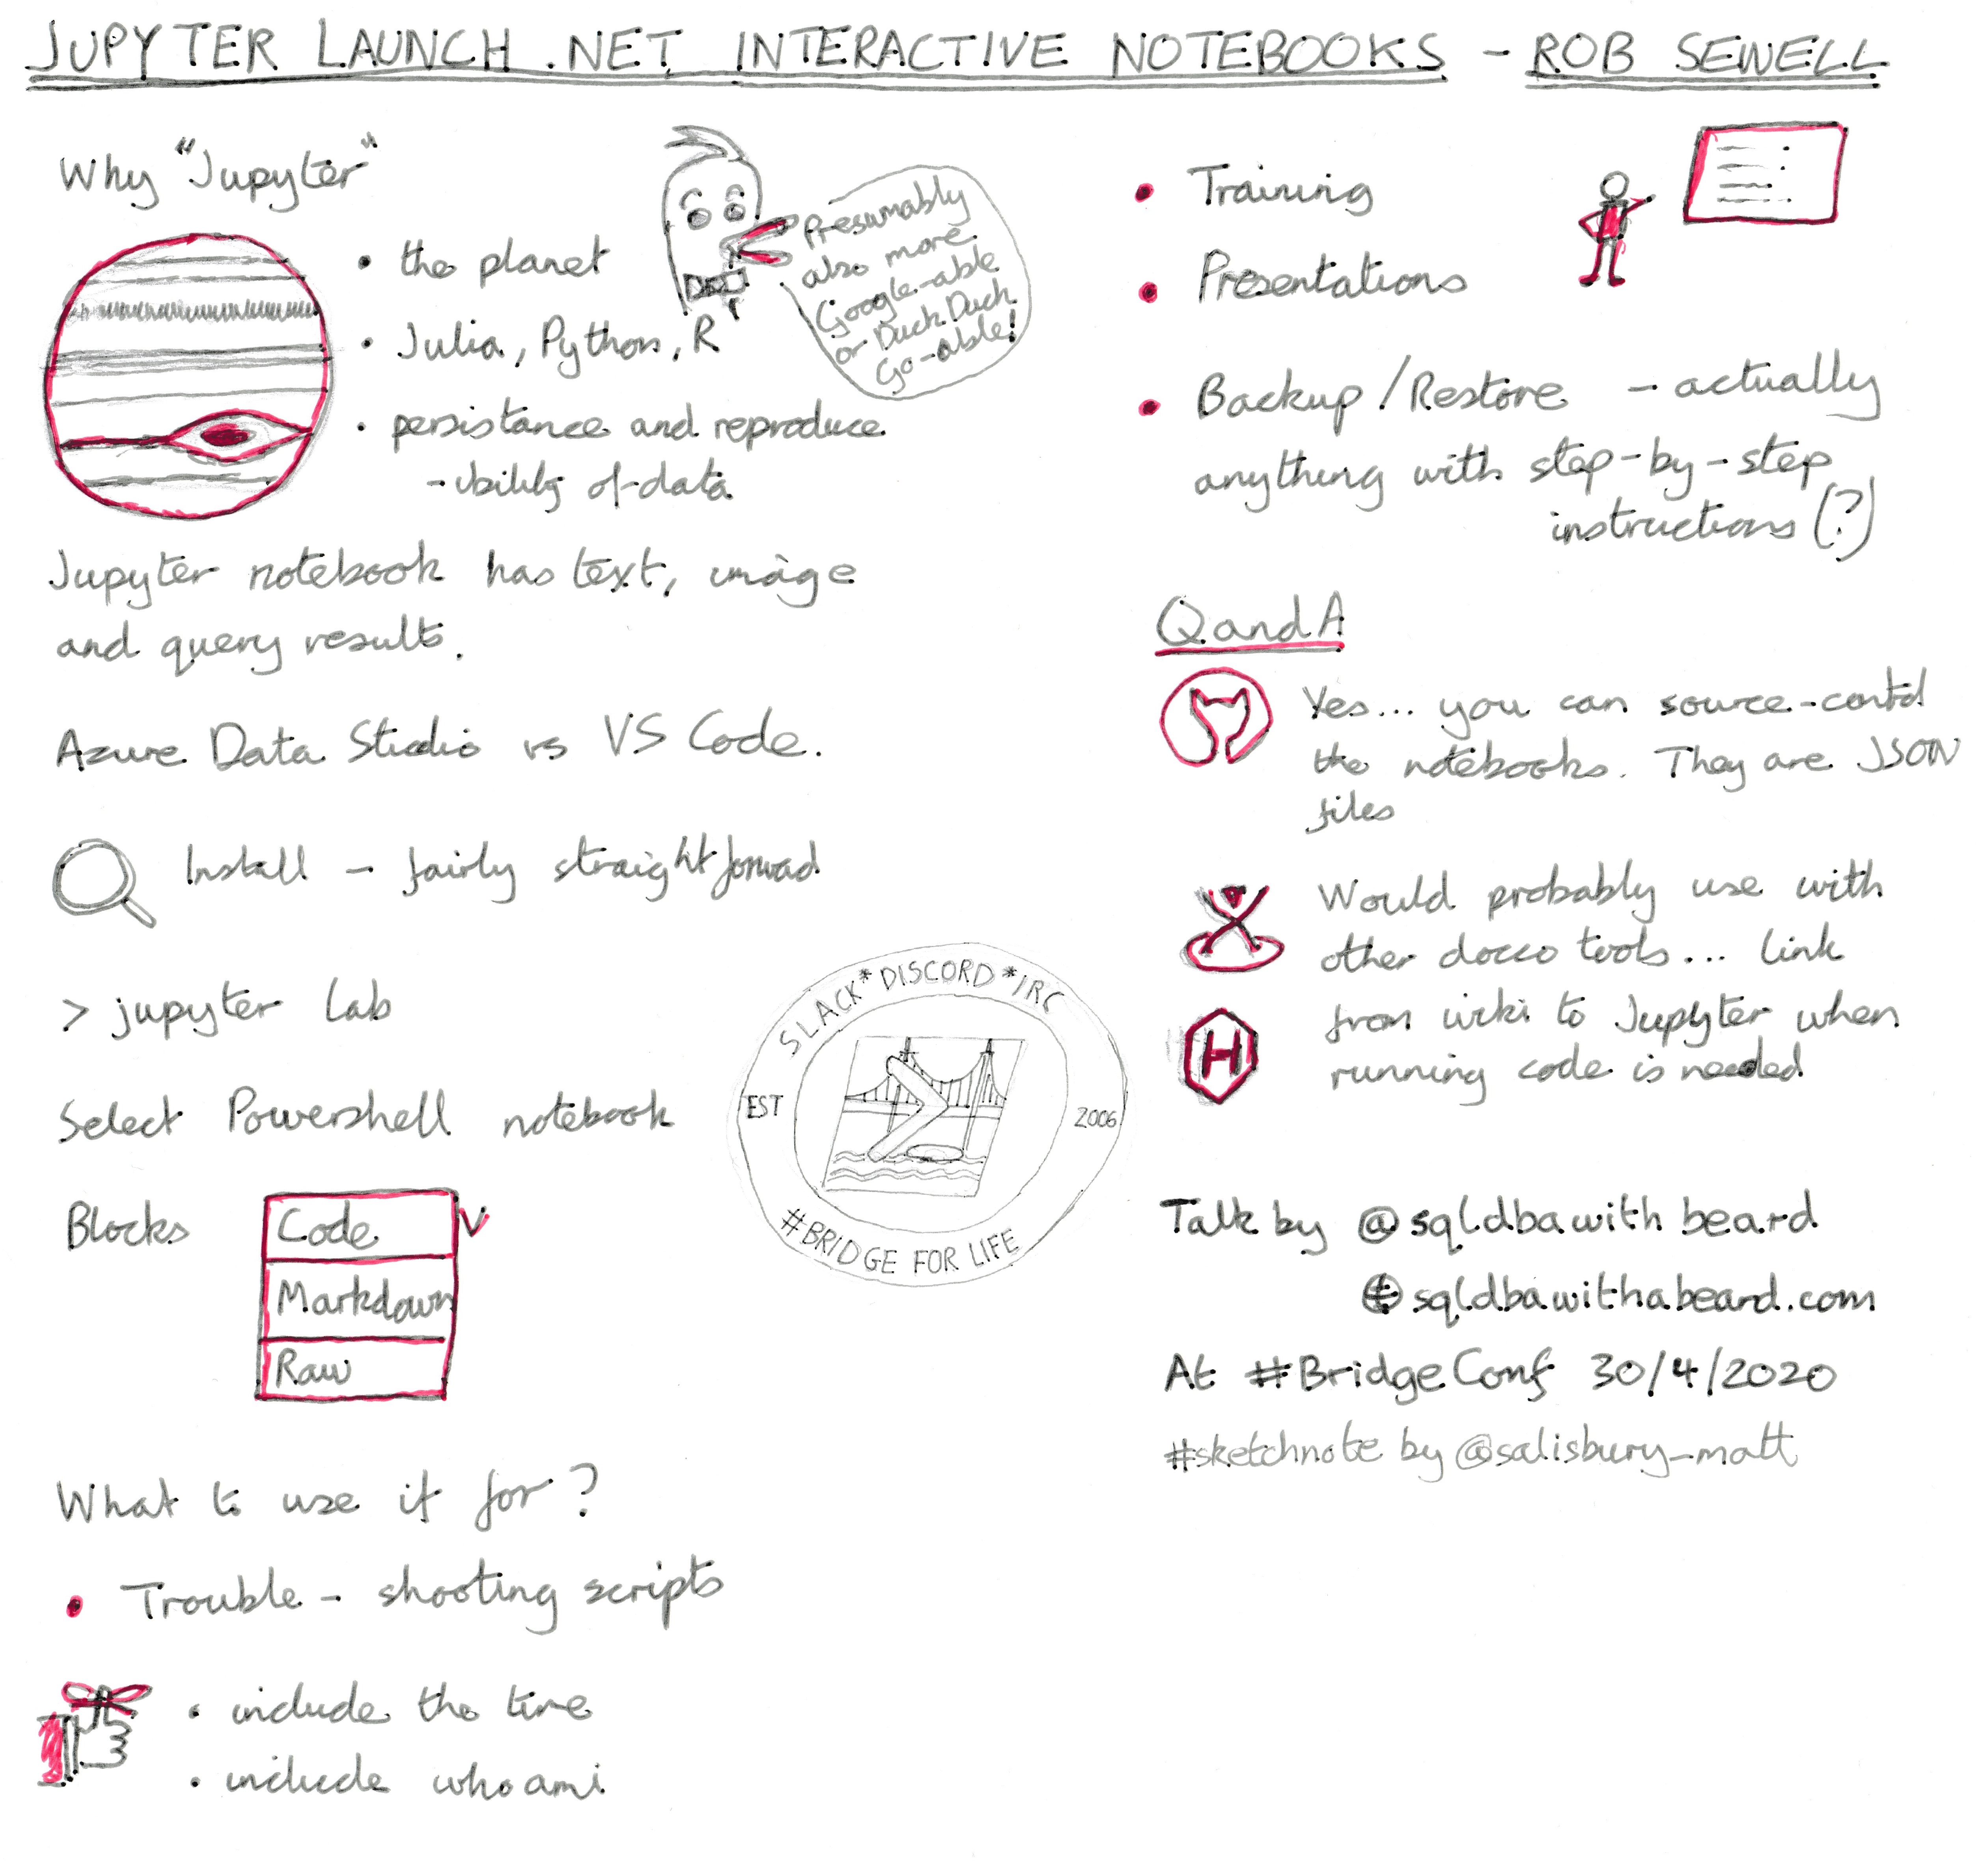 JUPYTER LAUNCH .NET INTERACTIVE NOTEBOOKS - ROB SEWELL
Why "Jupyter"
• the planet
• Julia, Python, R
• persistance and reproduce
-ibility of data
Presumably
also more
Google-able
or Duck Duck
Go-able!
Jupyter notebook has text, image
and query results.
Azure Data Studio vs VS Code.
Install - fairly straightforward
> jupyter lab
Select Powershell notebook
Blocks
Code
V
Markdown
Raw
What to use it for?
• Trouble-shooting scripts
• include the time
• include whoami
SLACK*DISCORD*IRC
EST
2006
#BRIDGE FOR LIFE
• Training
• Presentations
• Backup/Restore - actually
anything with step-by-step
instructions (?)
Q and A
Yes... you can source-control
the notebooks. They are JSON
files
Would probably use with
other docco tools... link
H
from wiki to Jupyter when
running code is needed
Talk by @sqldbawithbeard
sqldbawithabeard.com
At #BridgeConf 30/4/2020
#sketchnote by @salisbury_matt